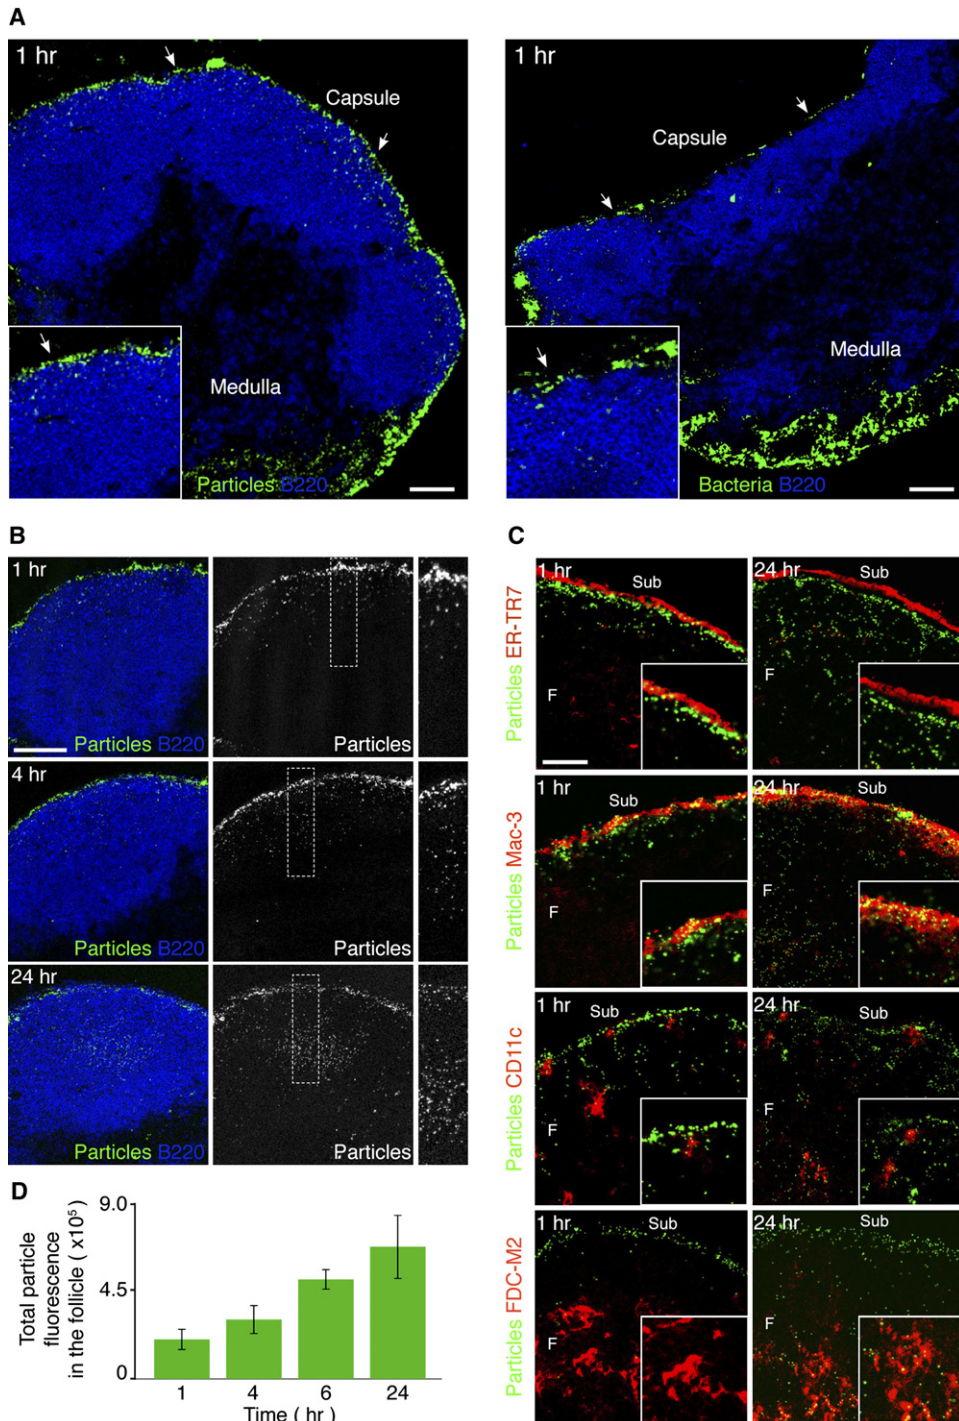 A
1 hr
Capsule
Medulla
Particles B220
1 hr
Capsule
Medulla
Bacteria B220
B
1 hr
Particles B220
Particles
4 hr
Particles B220
Particles
24 hr
Particles B220
Particles
C
Particles ER-TR7
1 hr
Sub
F
24 hr
Sub
F
Particles Mac-3
1 hr
Sub
F
24 hr
Sub
F
Particles CD11c
1 hr
Sub
F
24 hr
Sub
F
Particles FDC-M2
1 hr
Sub
F
24 hr
Sub
F
D
Total particle
fluorescence
in the follicle ( x10⁵)
9.0
4.5
0
1 4 6 24
Time ( hr )